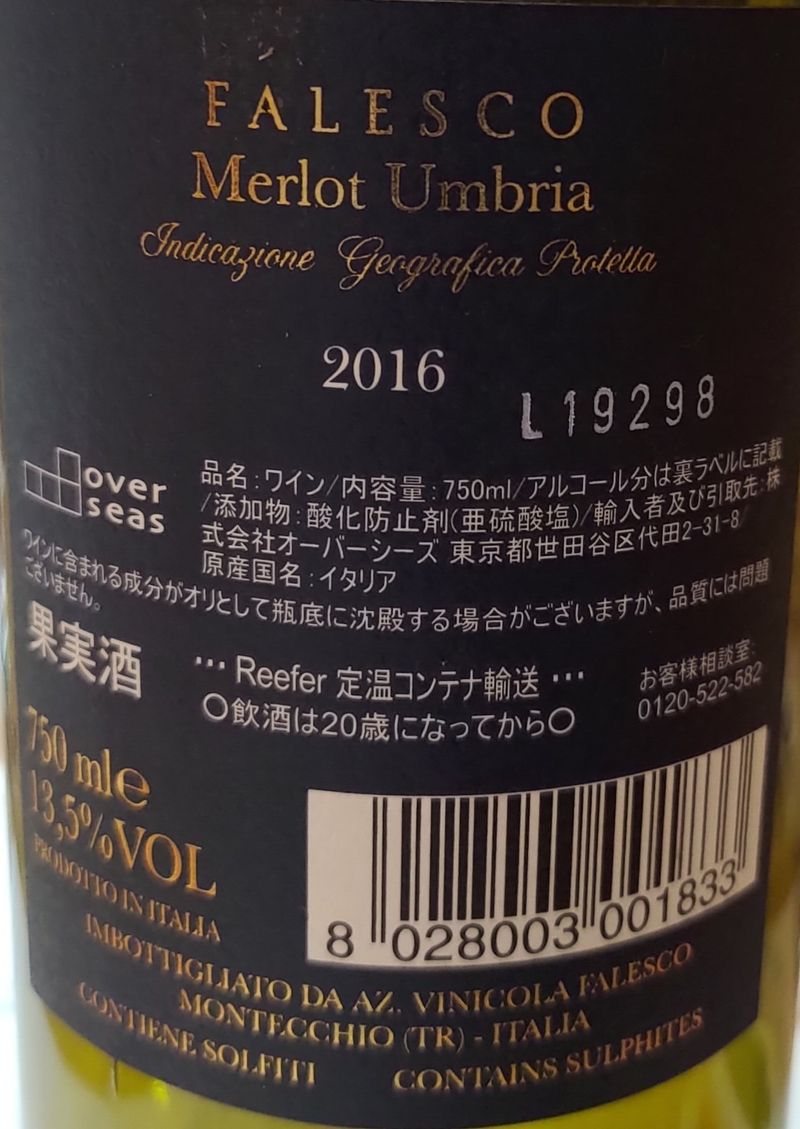 FALESCO
Merlot Umbria
Indicazione Geografica Protetta
2016
L19298
over
seas
品名:ワイン/内容量:750ml/アルコール分は裏ラベルに記載
/添加物:酸化防止剤(亜硫酸塩)/輸入者及び引取先:株
式会社オーバーシーズ 東京都世田谷区代田2-31-8/
原産国名:イタリア
ワインに含まれる成分がオリとして瓶底に沈殿する場合がございますが、品質には問題
ございません。
果実酒
… Reefer 定温コンテナ輸送 …
〇飲酒は20歳になってから〇
お客様相談室:
0120-522-582
750 mle
13,5%VOL
PRODOTTO IN ITALIA
8 028003 001833
IMBOTTIGLIATO DA AZ. VINICOLA FALESCO
MONTECCHIO (TR) - ITALIA
CONTIENE SOLFITI CONTAINS SULPHITES